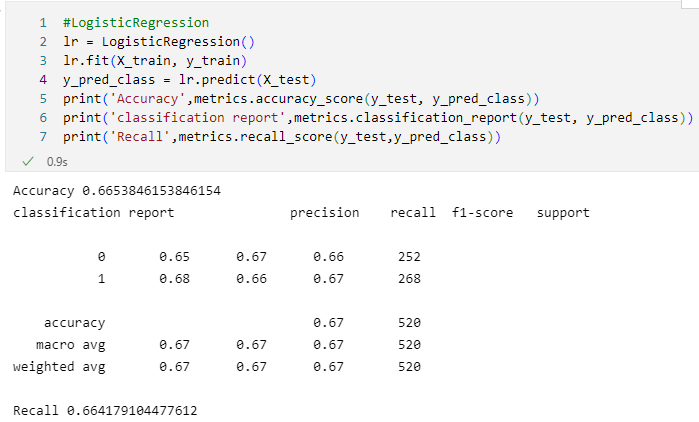 1 #LogisticRegression
2 lr = LogisticRegression()
3 lr.fit(X_train, y_train)
4 y_pred_class = lr.predict(X_test)
5 print('Accuracy',metrics.accuracy_score(y_test, y_pred_class))
6 print('classification report',metrics.classification_report(y_test, y_pred_class))
7 print('Recall',metrics.recall_score(y_test,y_pred_class))
✓ 0.9s
Accuracy 0.6653846153846154
classification report precision recall f1-score support
0 0.65 0.67 0.66 252
1 0.68 0.66 0.67 268
accuracy 0.67 520
macro avg 0.67 0.67 0.67 520
weighted avg 0.67 0.67 0.67 520
Recall 0.664179104477612